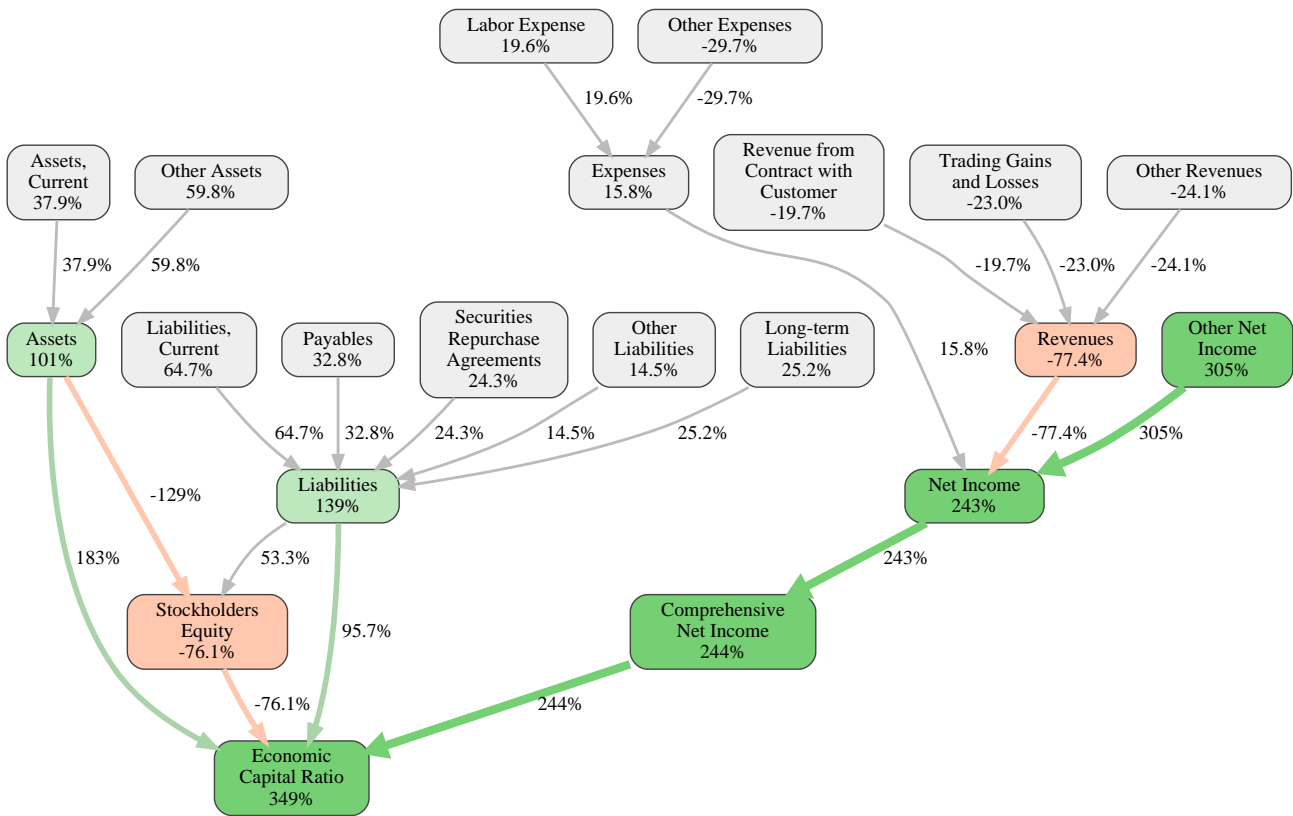 Labor Expense
19.6%
Other Expenses
-29.7%
19.6%
-29.7%
Assets,
Current
37.9%
Other Assets
59.8%
Expenses
15.8%
Revenue from
Contract with
Customer
-19.7%
Trading Gains
and Losses
-23.0%
Other Revenues
-24.1%
37.9%
59.8%
-19.7%
-23.0%
-24.1%
Assets
101%
Liabilities,
Current
64.7%
Payables
32.8%
Securities
Repurchase
Agreements
24.3%
Other
Liabilities
14.5%
Long-term
Liabilities
25.2%
15.8%
Revenues
-77.4%
Other Net
Income
305%
64.7%
32.8%
24.3%
14.5%
25.2%
-77.4%
305%
Liabilities
139%
Net Income
243%
-129%
183%
53.3%
243%
Stockholders
Equity
-76.1%
95.7%
Comprehensive
Net Income
244%
-76.1%
244%
Economic
Capital Ratio
349%